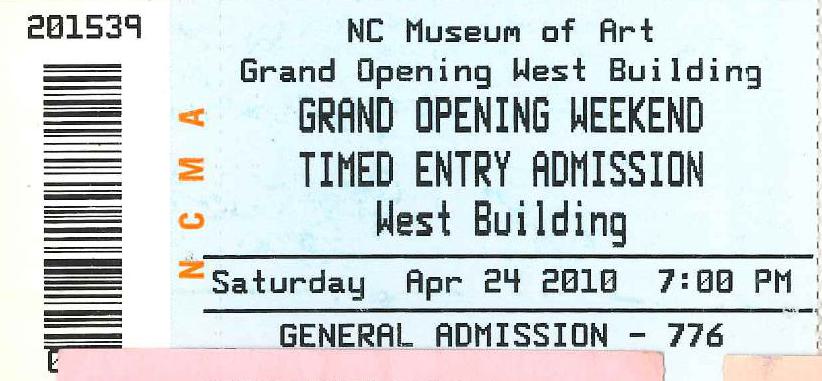 201539
NC Museum of Art
Grand Opening West Building
GRAND OPENING WEEKEND
TIMED ENTRY ADMISSION
West Building
NCMA
Saturday Apr 24 2010 7:00 PM
GENERAL ADMISSION - 776